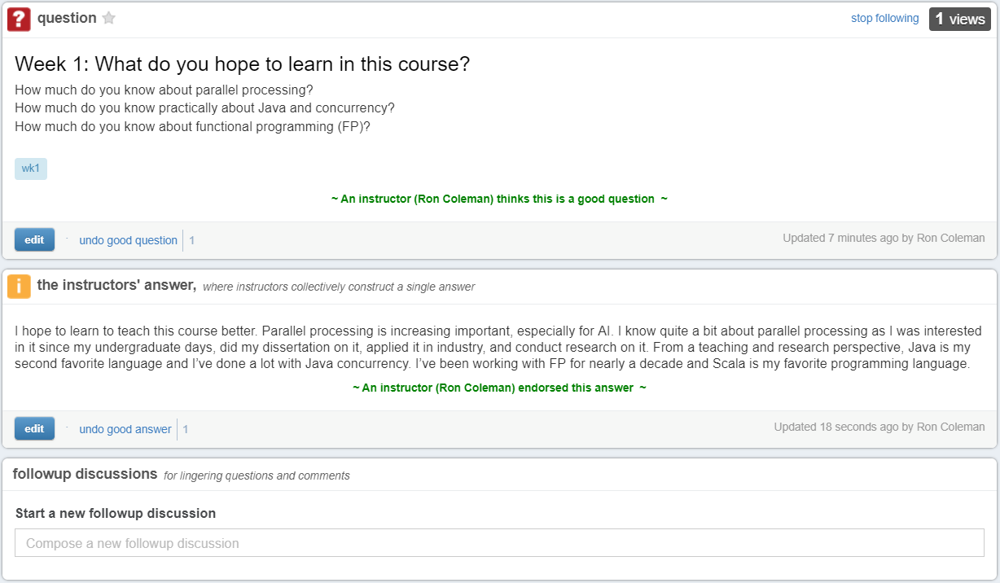 ? question stop following 1 views
Week 1: What do you hope to learn in this course?
How much do you know about parallel processing?
How much do you know practically about Java and concurrency?
How much do you know about functional programming (FP)?
wk1
~ An instructor (Ron Coleman) thinks this is a good question ~
edit · undo good question 1 Updated 7 minutes ago by Ron Coleman
i the instructors' answer, where instructors collectively construct a single answer
I hope to learn to teach this course better. Parallel processing is increasing important, especially for AI. I know quite a bit about parallel processing as I was interested
in it since my undergraduate days, did my dissertation on it, applied it in industry, and conduct research on it. From a teaching and research perspective, Java is my
second favorite language and I've done a lot with Java concurrency. I've been working with FP for nearly a decade and Scala is my favorite programming language.
~ An instructor (Ron Coleman) endorsed this answer ~
edit · undo good answer 1 Updated 18 seconds ago by Ron Coleman
followup discussions for lingering questions and comments
Start a new followup discussion
Compose a new followup discussion